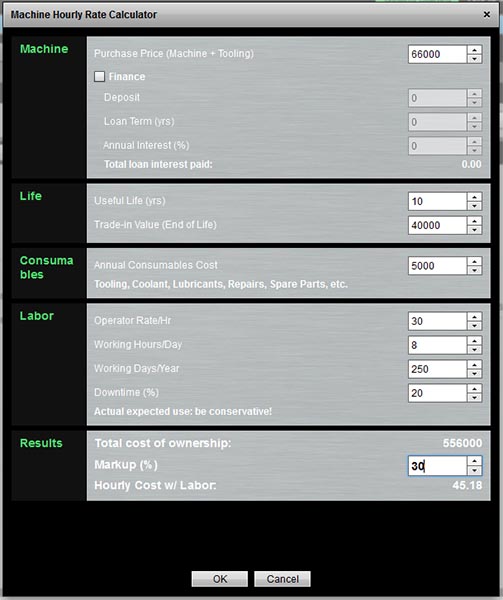 Machine Hourly Rate Calculator
Machine
Purchase Price (Machine + Tooling) 66000
Finance
Deposit 0
Loan Term (yrs) 0
Annual Interest (%) 0
Total loan interest paid: 0.00
Life
Useful Life (yrs) 10
Trade-in Value (End of Life) 40000
Consuma
bles
Annual Consumables Cost 5000
Tooling, Coolant, Lubricants, Repairs, Spare Parts, etc.
Labor
Operator Rate/Hr 30
Working Hours/Day 8
Working Days/Year 250
Downtime (%) 20
Actual expected use: be conservative!
Results
Total cost of ownership: 556000
Markup (%) 30
Hourly Cost w/ Labor: 45.18
OK Cancel